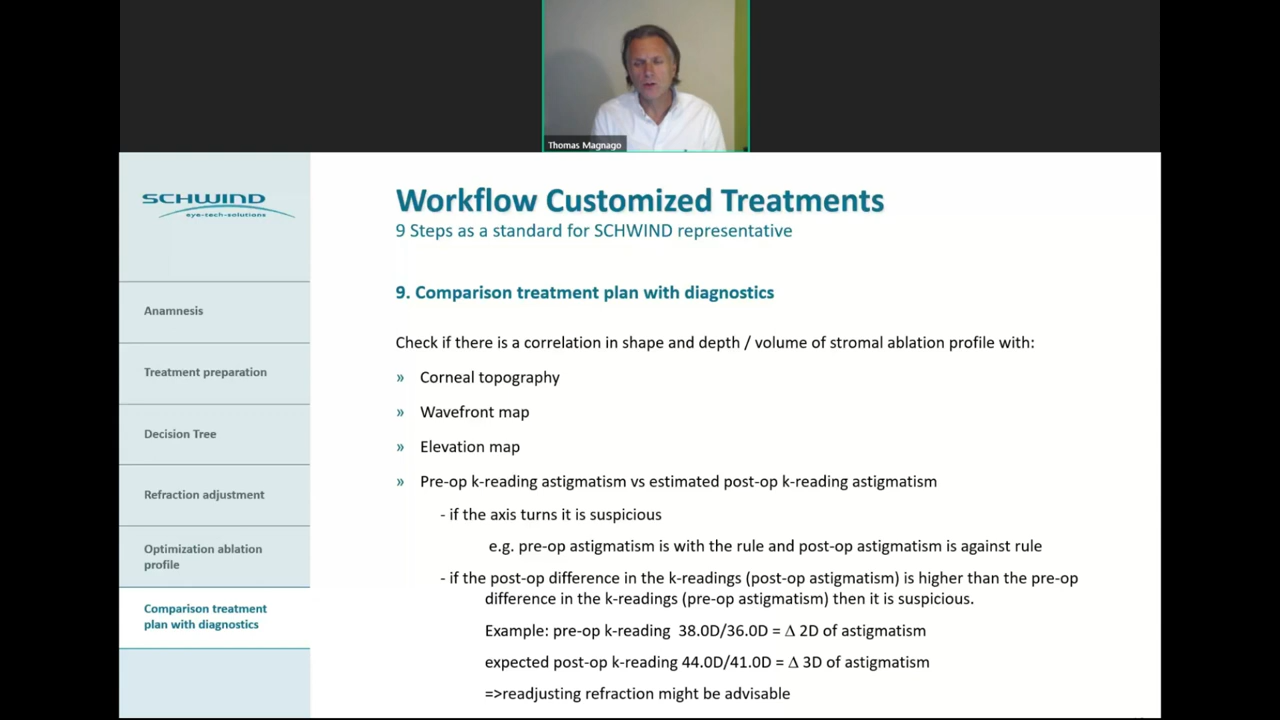 Thomas Magnago
SCHWIND
eye-tech-solutions
Anamnesis
Treatment preparation
Decision Tree
Refraction adjustment
Optimization ablation
profile
Comparison treatment
plan with diagnostics
Workflow Customized Treatments
9 Steps as a standard for SCHWIND representative
9. Comparison treatment plan with diagnostics
Check if there is a correlation in shape and depth / volume of stromal ablation profile with:
» Corneal topography
» Wavefront map
» Elevation map
» Pre-op k-reading astigmatism vs estimated post-op k-reading astigmatism
- if the axis turns it is suspicious
e.g. pre-op astigmatism is with the rule and post-op astigmatism is against rule
- if the post-op difference in the k-readings (post-op astigmatism) is higher than the pre-op
difference in the k-readings (pre-op astigmatism) then it is suspicious.
Example: pre-op k-reading 38.0D/36.0D = Δ 2D of astigmatism
expected post-op k-reading 44.0D/41.0D = Δ 3D of astigmatism
=>readjusting refraction might be advisable